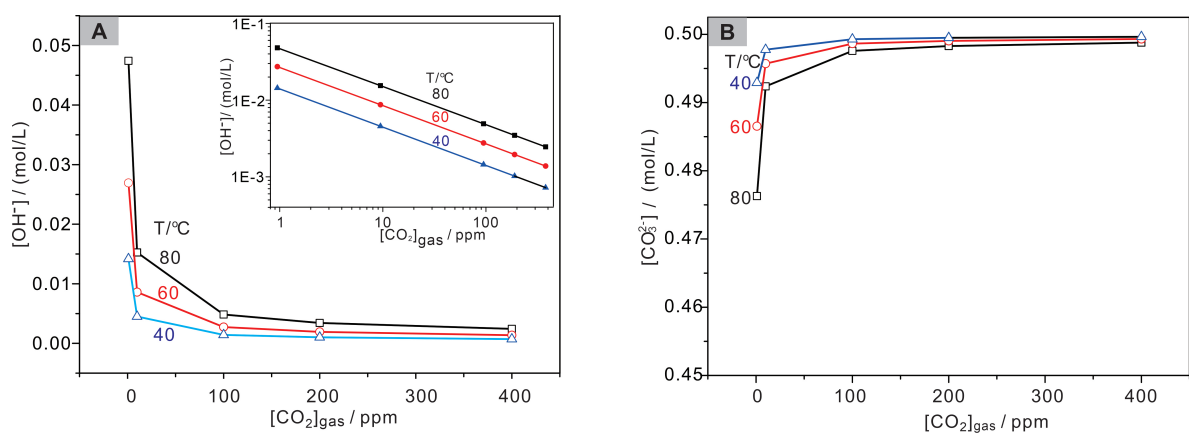 A
[OH⁻] / (mol/L)
0.05
0.04
0.03
0.02
0.01
0.00
0 100 200 300 400
[CO₂]gas / ppm
T/°C
80
60
40
[OH⁻]/ (mol/L)
1E-1
1E-2
1E-3
1 10 100
[CO₂]gas / ppm
T/°C
80
60
40
B
[CO₃²⁻] / (mol/L)
0.50
0.49
0.48
0.47
0.46
0.45
0 100 200 300 400
[CO₂]gas / ppm
T/°C
40
60
80